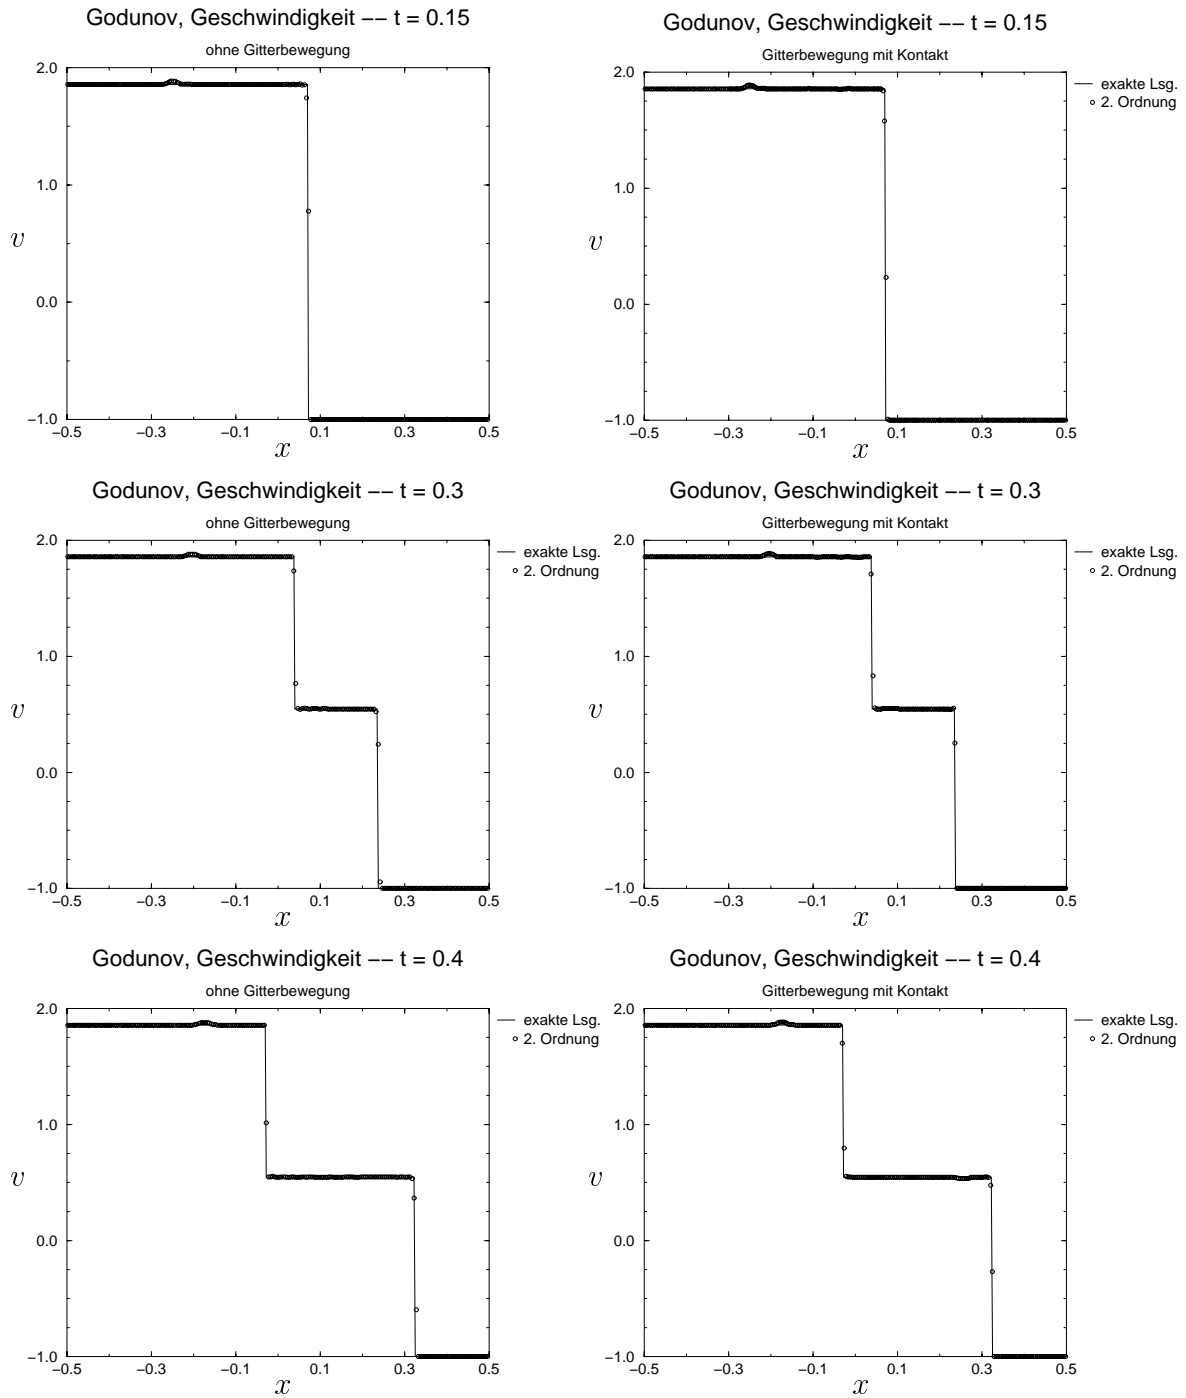 Godunov, Geschwindigkeit −− t = 0.15
ohne Gitterbewegung
2.0
1.0
0.0
−1.0
v
−0.5 −0.3 −0.1 0.1 0.3 0.5
x
Godunov, Geschwindigkeit −− t = 0.15
Gitterbewegung mit Kontakt
2.0
1.0
0.0
−1.0
v
−0.5 −0.3 −0.1 0.1 0.3 0.5
x
exakte Lsg.
2. Ordnung
Godunov, Geschwindigkeit −− t = 0.3
ohne Gitterbewegung
2.0
1.0
0.0
−1.0
v
−0.5 −0.3 −0.1 0.1 0.3 0.5
x
exakte Lsg.
2. Ordnung
Godunov, Geschwindigkeit −− t = 0.3
Gitterbewegung mit Kontakt
2.0
1.0
0.0
−1.0
v
−0.5 −0.3 −0.1 0.1 0.3 0.5
x
exakte Lsg.
2. Ordnung
Godunov, Geschwindigkeit −− t = 0.4
ohne Gitterbewegung
2.0
1.0
0.0
−1.0
v
−0.5 −0.3 −0.1 0.1 0.3 0.5
x
exakte Lsg.
2. Ordnung
Godunov, Geschwindigkeit −− t = 0.4
Gitterbewegung mit Kontakt
2.0
1.0
0.0
−1.0
v
−0.5 −0.3 −0.1 0.1 0.3 0.5
x
exakte Lsg.
2. Ordnung